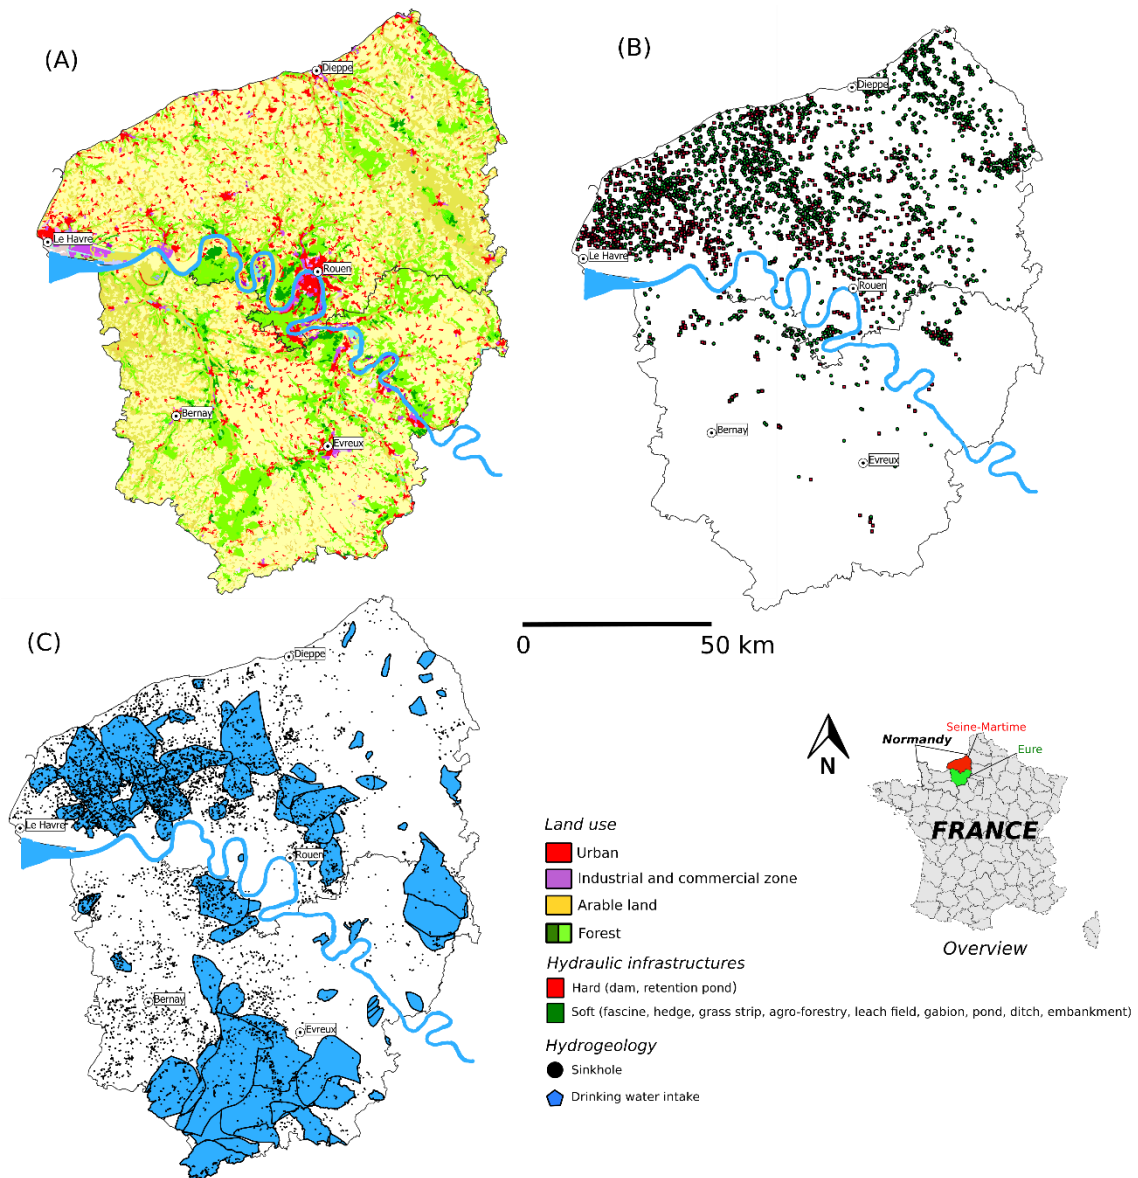 (A)
Dieppe
Le Havre
Rouen
Bernay
Evreux
(B)
Dieppe
Le Havre
Rouen
Bernay
Evreux
(C)
Dieppe
Le Havre
Rouen
Bernay
Evreux
0 50 km
N
Seine-Martime
Normandy
Eure
FRANCE
Overview
Land use
Urban
Industrial and commercial zone
Arable land
Forest
Hydraulic infrastructures
Hard (dam, retention pond)
Soft (fascine, hedge, grass strip, agro-forestry, leach field, gabion, pond, ditch, embankment)
Hydrogeology
Sinkhole
Drinking water intake